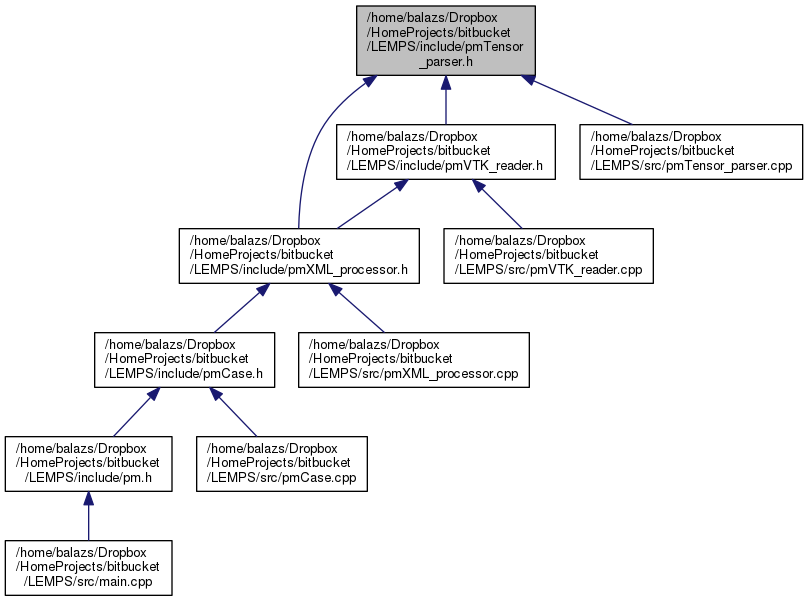 /home/balazs/Dropbox
/HomeProjects/bitbucket
/LEMPS/include/pmTensor
_parser.h
/home/balazs/Dropbox
/HomeProjects/bitbucket
/LEMPS/include/pmVTK_reader.h
/home/balazs/Dropbox
/HomeProjects/bitbucket
/LEMPS/src/pmTensor_parser.cpp
/home/balazs/Dropbox
/HomeProjects/bitbucket
/LEMPS/include/pmXML_processor.h
/home/balazs/Dropbox
/HomeProjects/bitbucket
/LEMPS/src/pmVTK_reader.cpp
/home/balazs/Dropbox
/HomeProjects/bitbucket
/LEMPS/include/pmCase.h
/home/balazs/Dropbox
/HomeProjects/bitbucket
/LEMPS/src/pmXML_processor.cpp
/home/balazs/Dropbox
/HomeProjects/bitbucket
/LEMPS/include/pm.h
/home/balazs/Dropbox
/HomeProjects/bitbucket
/LEMPS/src/pmCase.cpp
/home/balazs/Dropbox
/HomeProjects/bitbucket
/LEMPS/src/main.cpp